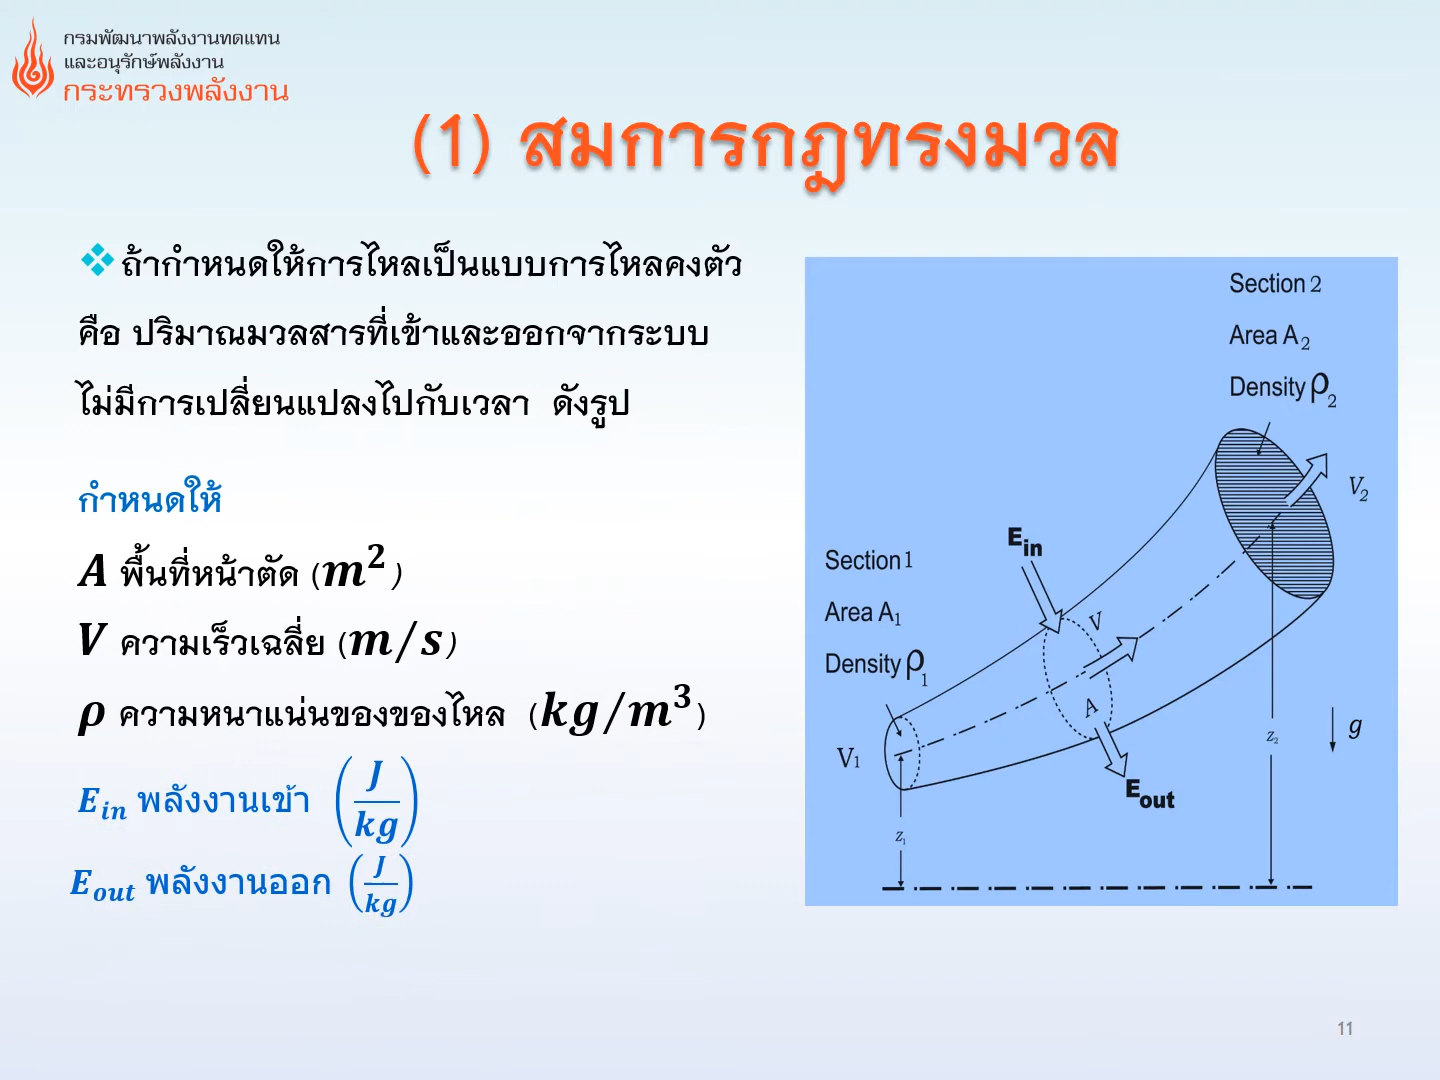 กรมพัฒนาพลังงานทดแทน
และอนุรักษ์พลังงาน
กระทรวงพลังงาน
(1) สมการกฎทรงมวล
❖ถ้ากำหนดให้การไหลเป็นแบบการไหลคงตัว
คือ ปริมาณมวลสารที่เข้าและออกจากระบบ
ไม่มีการเปลี่ยนแปลงไปกับเวลา ดังรูป
กำหนดให้
A พื้นที่หน้าตัด (m²)
V ความเร็วเฉลี่ย (m/s)
ρ ความหนาแน่นของของไหล (kg/m³)
E_in พลังงานเข้า (J/kg)
E_out พลังงานออก (J/kg)
Section 2
Area A₂
Density ρ₂
V₂
E_in
Section 1
Area A₁
Density ρ₁
V
A
V₁
E_out
Z₁
Z₂
g
11